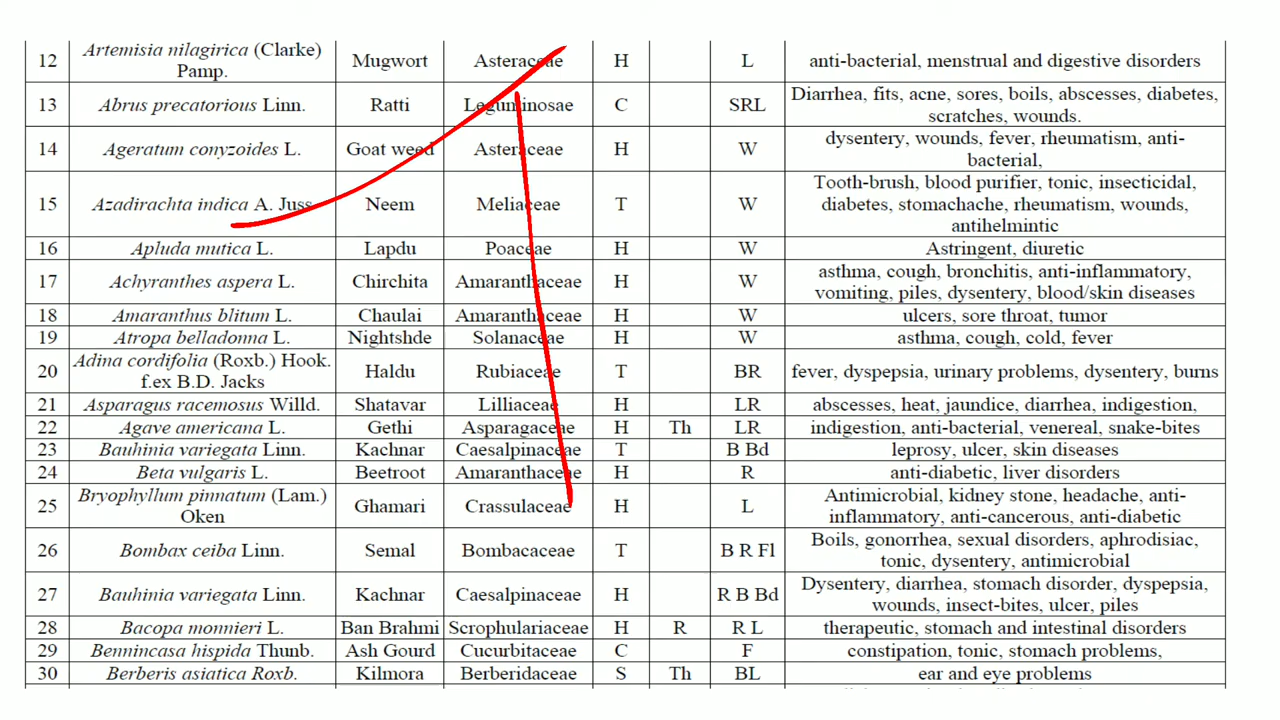 12 Artemisia nilagirica (Clarke) Pamp. Mugwort Asteraceae H L anti-bacterial, menstrual and digestive disorders
13 Abrus precatorious Linn. Ratti Leguminosae C SRL Diarrhea, fits, acne, sores, boils, abscesses, diabetes, scratches, wounds.
14 Ageratum conyzoides L. Goat weed Asteraceae H W dysentery, wounds, fever, rheumatism, anti-bacterial,
15 Azadirachta indica A. Juss. Neem Meliaceae T W Tooth-brush, blood purifier, tonic, insecticidal, diabetes, stomachache, rheumatism, wounds, antihelmintic
16 Apluda mutica L. Lapdu Poaceae H W Astringent, diuretic
17 Achyranthes aspera L. Chirchita Amaranthaceae H W asthma, cough, bronchitis, anti-inflammatory, vomiting, piles, dysentery, blood/skin diseases
18 Amaranthus blitum L. Chaulai Amaranthaceae H W ulcers, sore throat, tumor
19 Atropa belladonna L. Nightshde Solanaceae H W asthma, cough, cold, fever
20 Adina cordifolia (Roxb.) Hook. f.ex B.D. Jacks Haldu Rubiaceae T BR fever, dyspepsia, urinary problems, dysentery, burns
21 Asparagus racemosus Willd. Shatavar Lilliaceae H LR abscesses, heat, jaundice, diarrhea, indigestion,
22 Agave americana L. Gethi Asparagaceae H Th LR indigestion, anti-bacterial, venereal, snake-bites
23 Bauhinia variegata Linn. Kachnar Caesalpinaceae T B Bd leprosy, ulcer, skin diseases
24 Beta vulgaris L. Beetroot Amaranthaceae H R anti-diabetic, liver disorders
25 Bryophyllum pinnatum (Lam.) Oken Ghamari Crassulaceae H L Antimicrobial, kidney stone, headache, anti-inflammatory, anti-cancerous, anti-diabetic
26 Bombax ceiba Linn. Semal Bombacaceae T B R Fl Boils, gonorrhea, sexual disorders, aphrodisiac, tonic, dysentery, antimicrobial
27 Bauhinia variegata Linn. Kachnar Caesalpinaceae H R B Bd Dysentery, diarrhea, stomach disorder, dyspepsia, wounds, insect-bites, ulcer, piles
28 Bacopa monnieri L. Ban Brahmi Scrophulariaceae H R R L therapeutic, stomach and intestinal disorders
29 Bennincasa hispida Thunb. Ash Gourd Cucurbitaceae C F constipation, tonic, stomach problems,
30 Berberis asiatica Roxb. Kilmora Berberidaceae S Th BL ear and eye problems